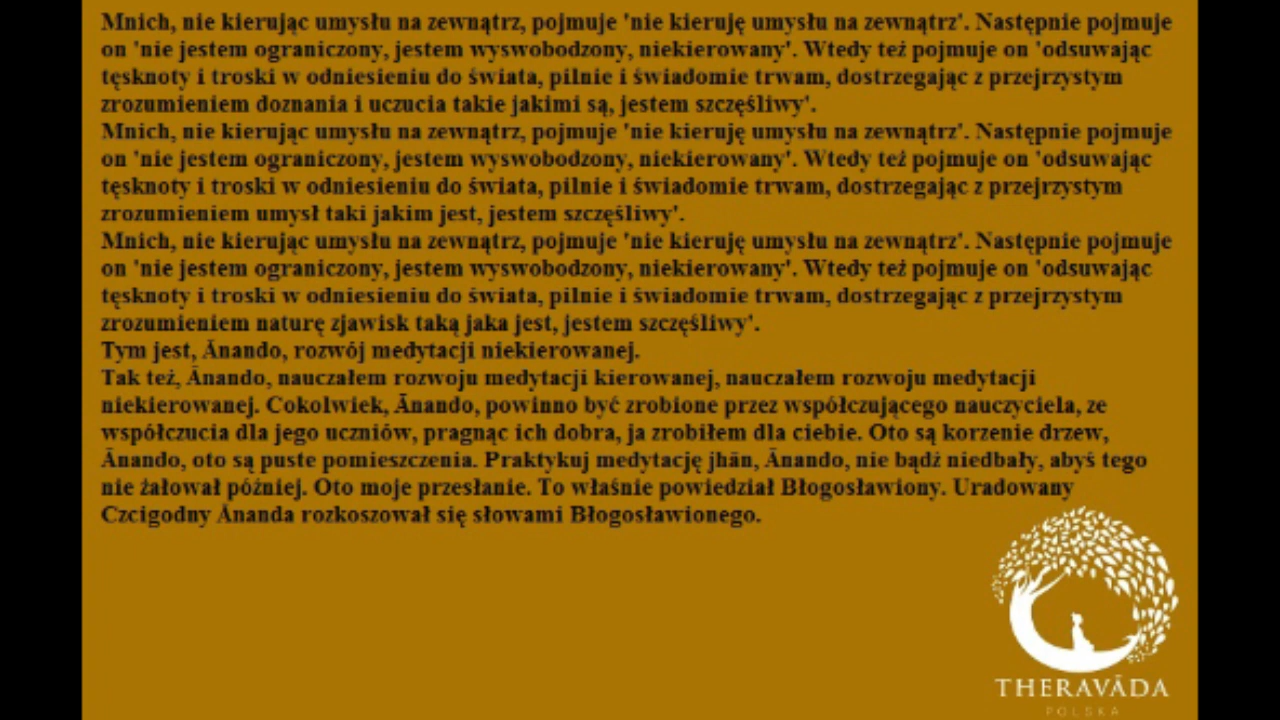 Mnich, nie kierując umysłu na zewnątrz, pojmuje 'nie kieruję umysłu na zewnątrz'. Następnie pojmuje
on 'nie jestem ograniczony, jestem wyswobodzony, niekierowany'. Wtedy też pojmuje on 'odsuwając
tęsknoty i troski w odniesieniu do świata, pilnie i świadomie trwam, dostrzegając z przejrzystym
zrozumieniem doznania i uczucia takie jakimi są, jestem szczęśliwy'.
Mnich, nie kierując umysłu na zewnątrz, pojmuje 'nie kieruję umysłu na zewnątrz'. Następnie pojmuje
on 'nie jestem ograniczony, jestem wyswobodzony, niekierowany'. Wtedy też pojmuje on 'odsuwając
tęsknoty i troski w odniesieniu do świata, pilnie i świadomie trwam, dostrzegając z przejrzystym
zrozumieniem umysł taki jakim jest, jestem szczęśliwy'.
Mnich, nie kierując umysłu na zewnątrz, pojmuje 'nie kieruję umysłu na zewnątrz'. Następnie pojmuje
on 'nie jestem ograniczony, jestem wyswobodzony, niekierowany'. Wtedy też pojmuje on 'odsuwając
tęsknoty i troski w odniesieniu do świata, pilnie i świadomie trwam, dostrzegając z przejrzystym
zrozumieniem naturę zjawisk taką jaka jest, jestem szczęśliwy'.
Tym jest, Ānando, rozwój medytacji niekierowanej.
Tak też, Ānando, nauczałem rozwoju medytacji kierowanej, nauczałem rozwoju medytacji
niekierowanej. Cokolwiek, Ānando, powinno być zrobione przez współczującego nauczyciela, ze
współczucia dla jego uczniów, pragnąc ich dobra, ja zrobiłem dla ciebie. Oto są korzenie drzew,
Ānando, oto są puste pomieszczenia. Praktykuj medytację jhān, Ānando, nie bądź niedbały, abyś tego
nie żałował później. Oto moje przesłanie. To właśnie powiedział Błogosławiony. Uradowany
Czcigodny Ānanda rozkoszował się słowami Błogosławionego.
THERAVĀDA
POLSKA